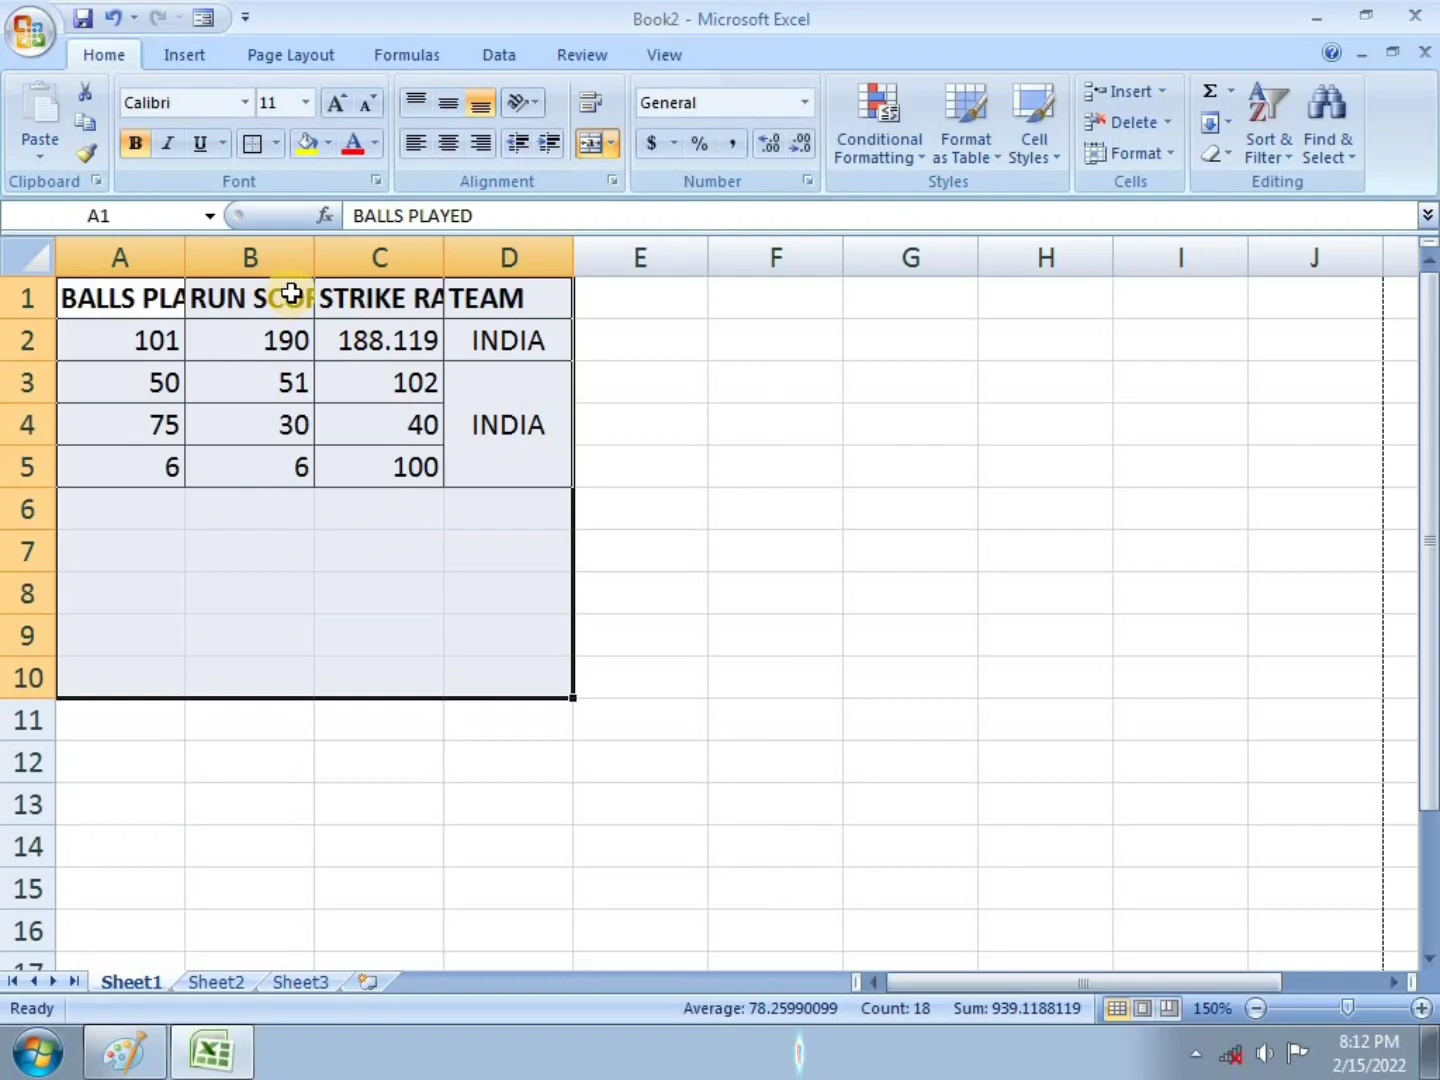 Book2 - Microsoft Excel
Home Insert Page Layout Formulas Data Review View
Paste
Calibri 11
B I U A
General
$ % ,
Conditional Formatting
Format as Table
Cell Styles
Insert
Delete
Format
Σ
Sort & Filter
Find & Select
Clipboard Font Alignment Number Styles Cells Editing
A1 fx BALLS PLAYED
A B C D E F G H I J
1 BALLS PLA RUN SCOR STRIKE RA TEAM
2 101 190 188.119 INDIA
3 50 51 102
4 75 30 40 INDIA
5 6 6 100
6
7
8
9
10
11
12
13
14
15
16
17
Sheet1 Sheet2 Sheet3
Ready Average: 78.25990099 Count: 18 Sum: 939.1188119 150%
8:12 PM
2/15/2022